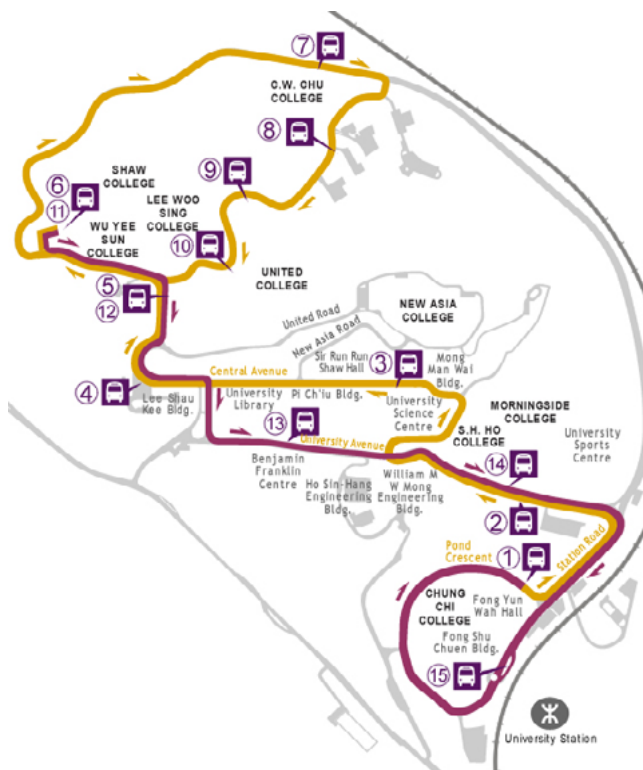 ⑦
C.W. CHU
COLLEGE
⑧
⑨
SHAW
COLLEGE
⑥
⑪
LEE WOO
SING
COLLEGE
WU YEE
SUN
COLLEGE
⑩
UNITED
COLLEGE
⑤
⑫
NEW ASIA
COLLEGE
United Road
New Asia Road
Sir Run Run
Shaw Hall
③
Mong
Man Wai
Bldg.
Central Avenue
④
Lee Shau
Kee Bldg.
University
Library
Pi Ch'iu Bldg.
University
Science
Centre
MORNINGSIDE
COLLEGE
S.H. HO
COLLEGE
University
Sports
Centre
⑬
University Avenue
Benjamin
Franklin
Centre
Ho Sin-Hang
Engineering
Bldg.
William M
W Mong
Engineering
Bldg.
⑭
②
Pond
Crescent
①
Station Road
CHUNG
CHI
COLLEGE
Fong Yun
Wah Hall
Fong Shu
Chuen Bldg.
⑮
University Station